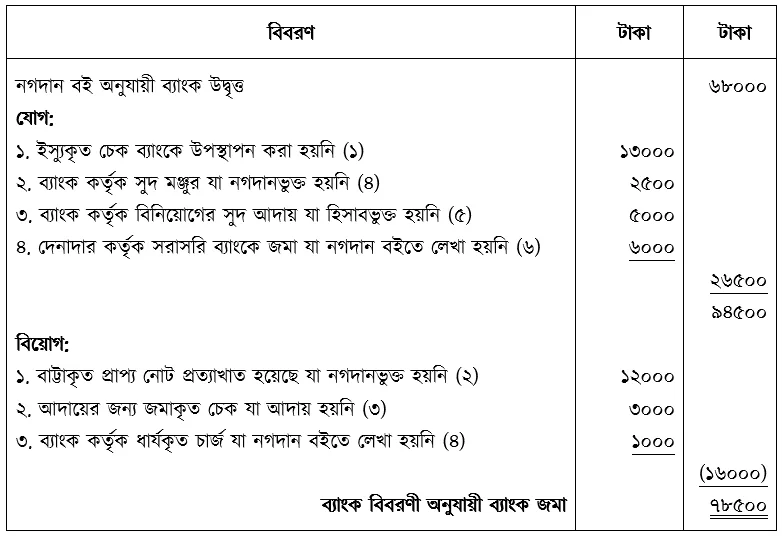 বিবরণ টাকা টাকা
নগদান বই অনুযায়ী ব্যাংক উদ্বৃত্ত ৬৮০০০
যোগ:
১. ইস্যুকৃত চেক ব্যাংকে উপস্থাপন করা হয়নি (১) ১৩০০০
২. ব্যাংক কর্তৃক সুদ মঞ্জুর যা নগদানভুক্ত হয়নি (৪) ২৫০০
৩. ব্যাংক কর্তৃক বিনিয়োগের সুদ আদায় যা হিসাবভুক্ত হয়নি (৫) ৫০০০
৪. দেনাদার কর্তৃক সরাসরি ব্যাংকে জমা যা নগদান বইতে লেখা হয়নি (৬) ৬০০০
২৬৫০০
৯৪৫০০
বিয়োগ:
১. বাট্টাকৃত প্রাপ্য নোট প্রত্যাখাত হয়েছে যা নগদানভুক্ত হয়নি (২) ১২০০০
২. আদায়ের জন্য জমাকৃত চেক যা আদায় হয়নি (৩) ৩০০০
৩. ব্যাংক কর্তৃক ধার্যকৃত চার্জ যা নগদান বইতে লেখা হয়নি (৪) ১০০০
(১৬০০০)
ব্যাংক বিবরণী অনুযায়ী ব্যাংক জমা ৭৮৫০০